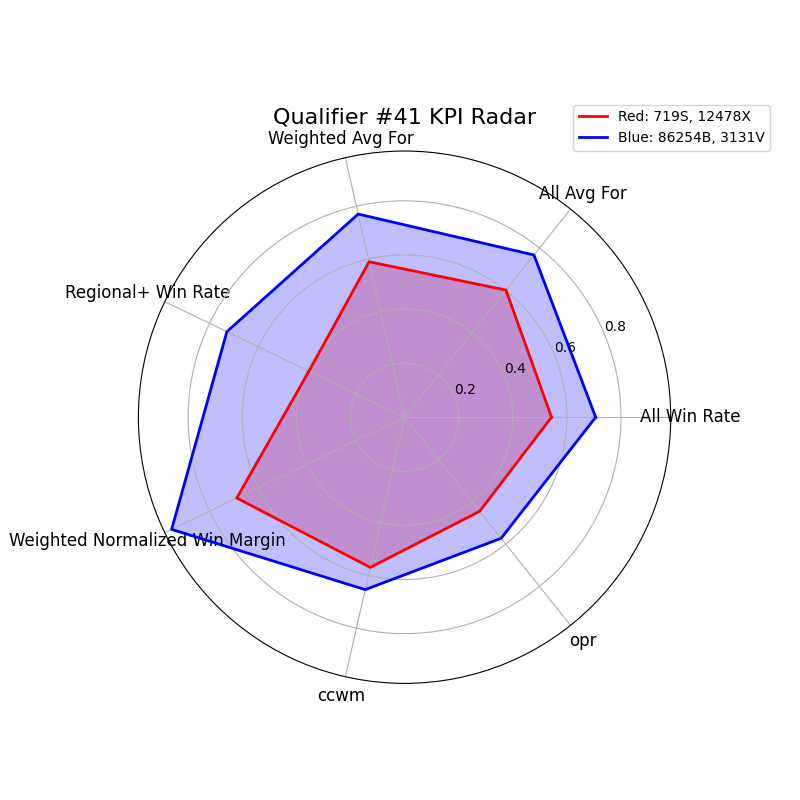 Qualifier #41 KPI Radar
Red: 719S, 12478X
Blue: 86254B, 3131V
Weighted Avg For
All Avg For
Regional+ Win Rate
0.8
0.6
0.4
0.2
All Win Rate
Weighted Normalized Win Margin
opr
ccwm